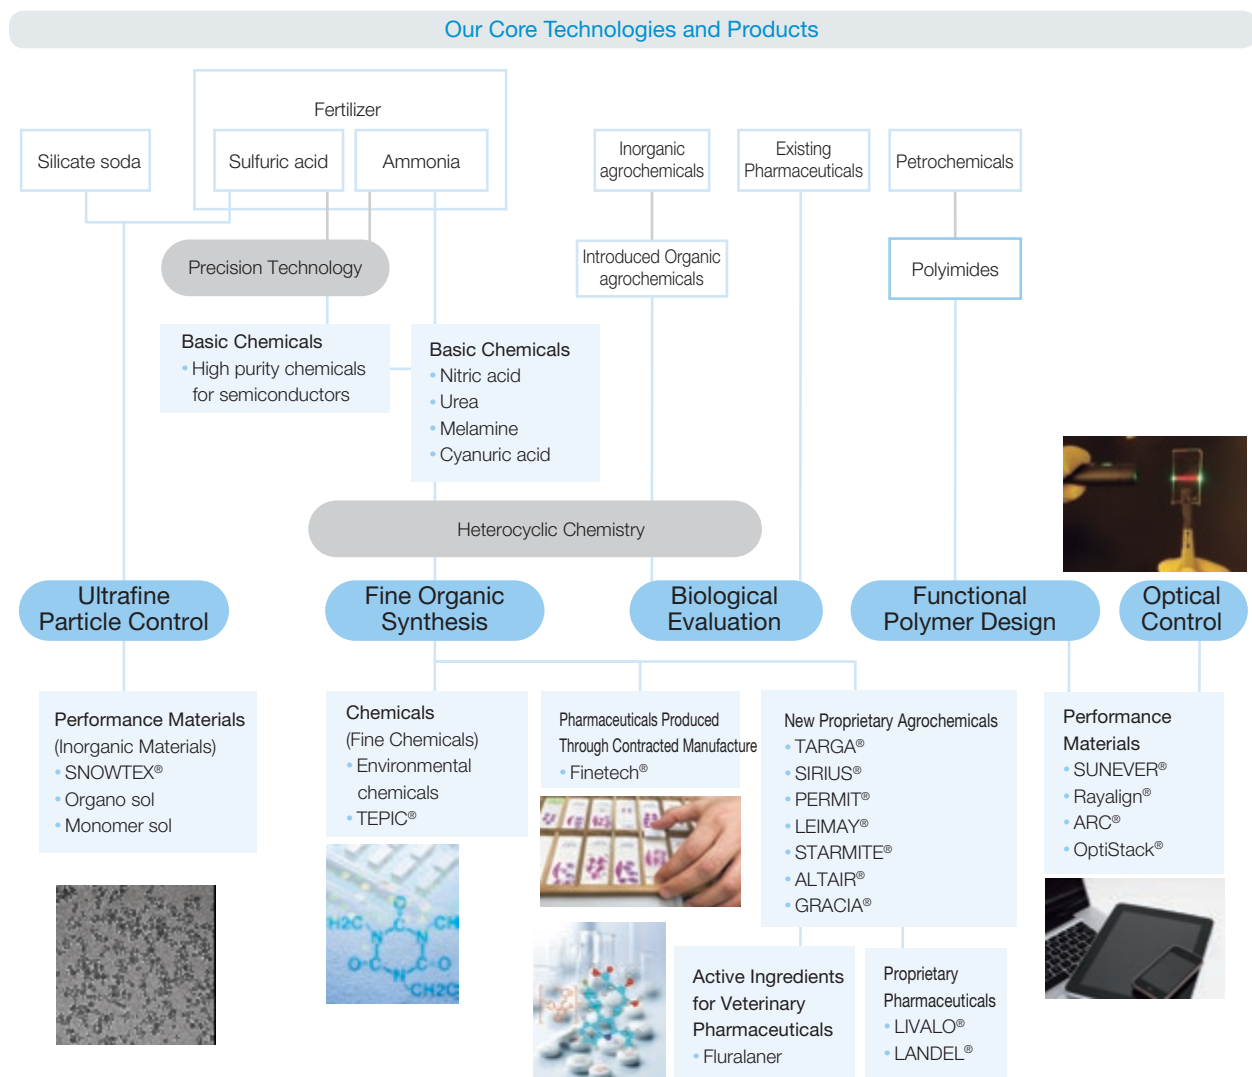 Our Core Technologies and Products
Fertilizer
Silicate soda
Sulfuric acid
Ammonia
Inorganic
agrochemicals
Existing
Pharmaceuticals
Petrochemicals
Precision Technology
Introduced Organic
agrochemicals
Polyimides
Basic Chemicals
• High purity chemicals
for semiconductors
Basic Chemicals
• Nitric acid
• Urea
• Melamine
• Cyanuric acid
Heterocyclic Chemistry
Ultrafine
Particle Control
Fine Organic
Synthesis
Biological
Evaluation
Functional
Polymer Design
Optical
Control
Performance Materials
(Inorganic Materials)
• SNOWTEX®
• Organo sol
• Monomer sol
Chemicals
(Fine Chemicals)
• Environmental
chemicals
• TEPIC®
Pharmaceuticals Produced
Through Contracted Manufacture
• Finetech®
New Proprietary Agrochemicals
• TARGA®
• SIRIUS®
• PERMIT®
• LEIMAY®
• STARMITE®
• ALTAIR®
• GRACIA®
Performance
Materials
• SUNEVER®
• Rayalign®
• ARC®
• OptiStack®
CH2C
O
CH
C
N
N
O
C
C
O
N
CH2C
Active Ingredients
for Veterinary
Pharmaceuticals
• Fluralaner
Proprietary
Pharmaceuticals
• LIVALO®
• LANDEL®